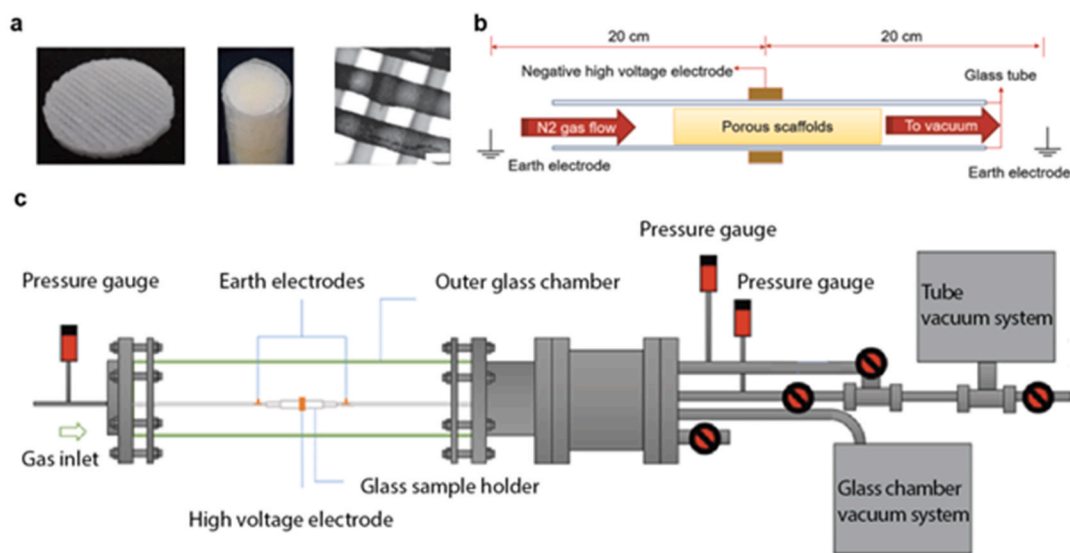 a
b
20 cm
20 cm
Negative high voltage electrode
Glass tube
N2 gas flow
Porous scaffolds
To vacuum
Earth electrode
Earth electrode
c
Pressure gauge
Pressure gauge
Earth electrodes
Outer glass chamber
Pressure gauge
Tube
vacuum system
Gas inlet
Glass sample holder
High voltage electrode
Glass chamber
vacuum system